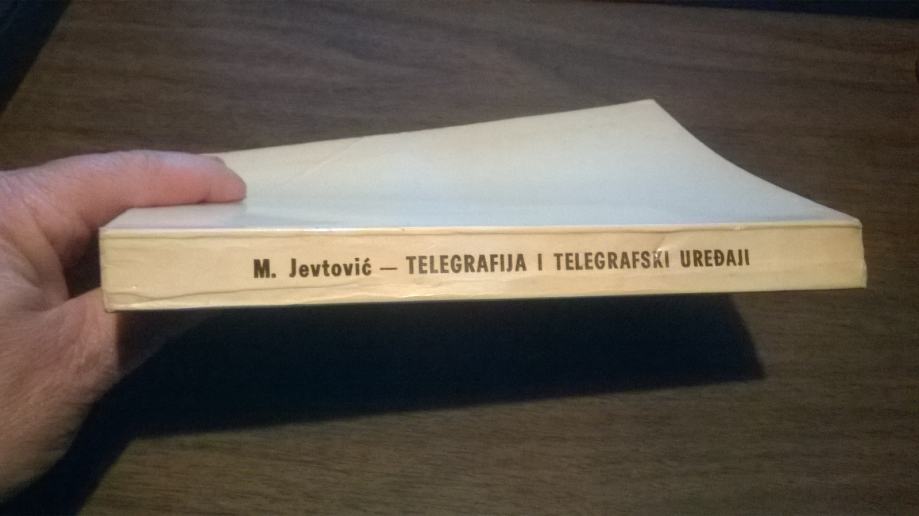 M. Jevtović — TELEGRAFIJA I TELEGRAFSKI UREĐAJI